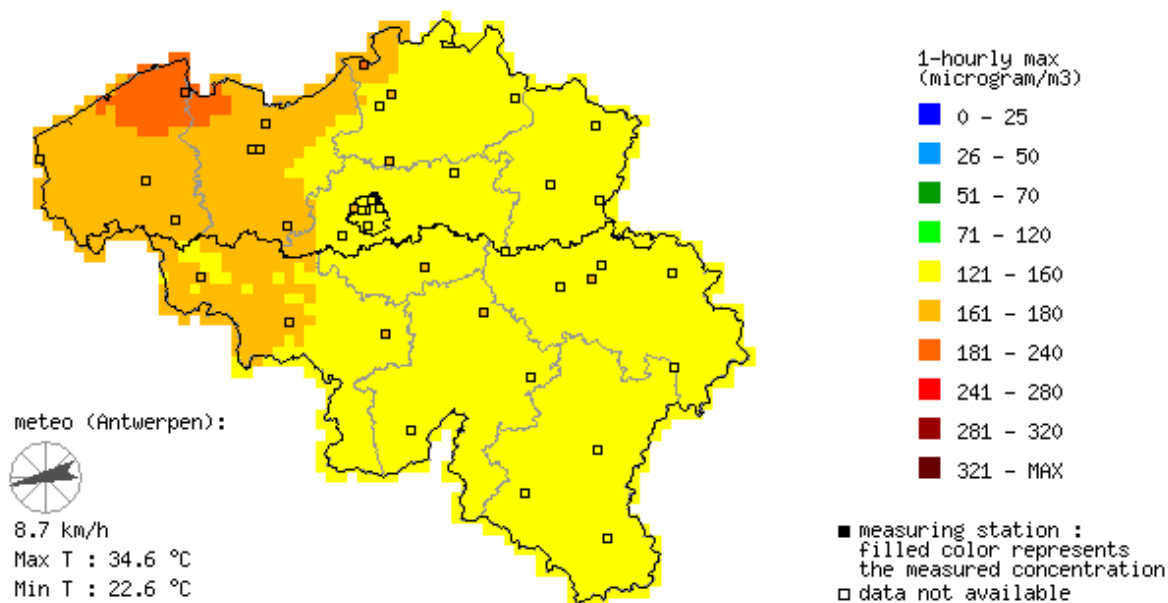 1-hourly max
(microgram/m3)
0 - 25
26 - 50
51 - 70
71 - 120
121 - 160
161 - 180
181 - 240
241 - 280
281 - 320
321 - MAX
meteo (Antwerpen):
8.7 km/h
Max T : 34.6 °C
Min T : 22.6 °C
measuring station :
filled color represents
the measured concentration
data not available